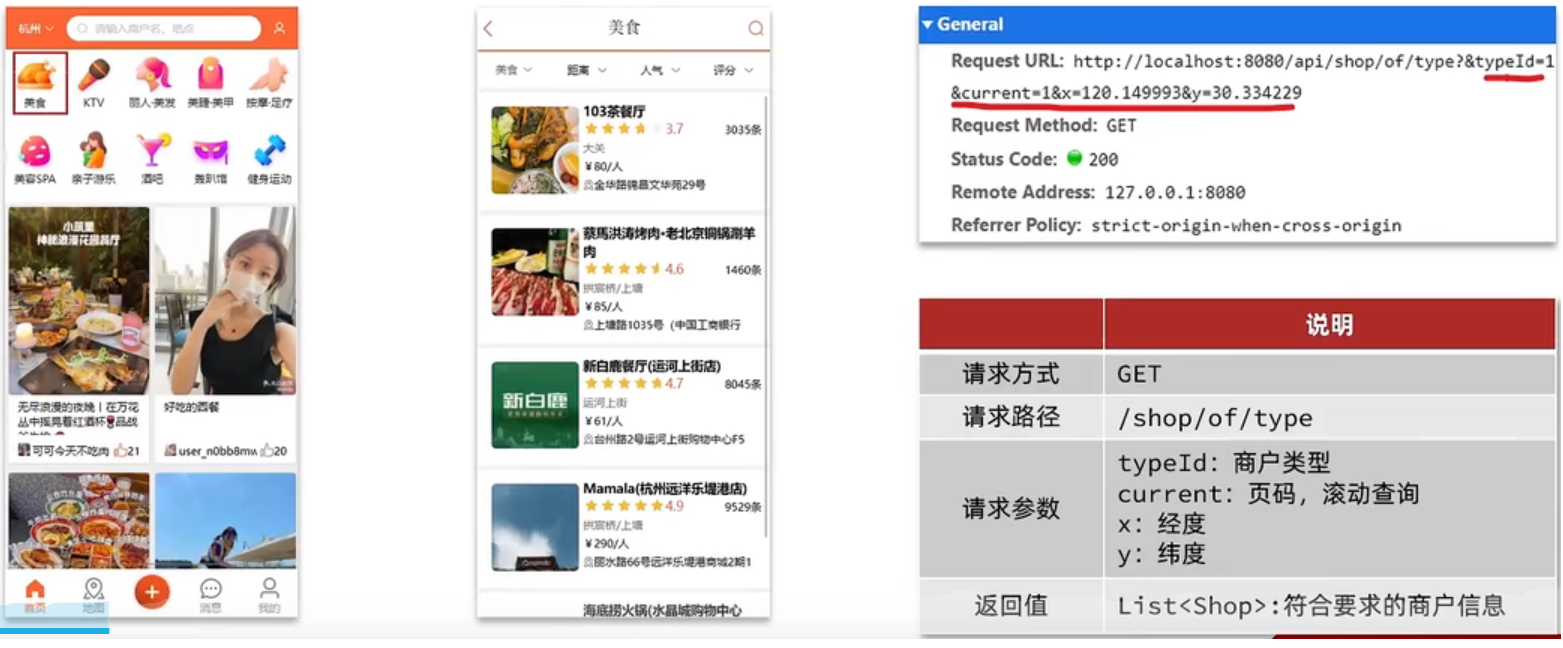 杭州
请输入商户名、地点
美食
KTV
丽人·美发
美睫·美甲
按摩·足疗
美容SPA
亲子游乐
酒吧
轰趴馆
健身运动
小筑里
神秘浪漫花园餐厅
无尽浪漫的夜晚丨在万花
丛中摇晃着红酒杯🍷品战
可可今天不吃肉
21
好吃的西餐
user_n0bb8mw
20
首页
地图
消息
我的
美食
美食
距离
人气
评分
103茶餐厅
3.7
3035条
大关
¥80/人
金华路锦昌文华苑29号
蔡馬洪涛烤肉·老北京铜锅涮羊
肉
4.6
1460条
拱宸桥/上塘
¥85/人
上塘路1035号（中国工商银行
新白鹿
新白鹿餐厅(运河上街店)
4.7
8045条
运河上街
¥61/人
台州路2号运河上街购物中心F5
Mamala(杭州远洋乐堤港店)
4.9
9529条
拱宸桥/上塘
¥290/人
丽水路66号远洋乐堤港商城2期1
海底捞火锅(水晶城购物中心
General
Request URL: http://localhost:8080/api/shop/of/type?&typeId=1
&current=1&x=120.149993&y=30.334229
Request Method: GET
Status Code: 200
Remote Address: 127.0.0.1:8080
Referrer Policy: strict-origin-when-cross-origin
说明
请求方式
GET
请求路径
/shop/of/type
请求参数
typeId：商户类型
current：页码，滚动查询
x：经度
y：纬度
返回值
List<Shop>:符合要求的商户信息